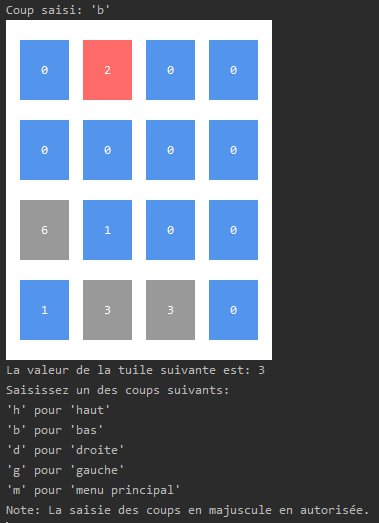 Coup saisi: 'b'
0 2 0 0
0 0 0 0
6 1 0 0
1 3 3 0
La valeur de la tuile suivante est: 3
Saisissez un des coups suivants:
'h' pour 'haut'
'b' pour 'bas'
'd' pour 'droite'
'g' pour 'gauche'
'm' pour 'menu principal'
Note: La saisie des coups en majuscule en autorisée.